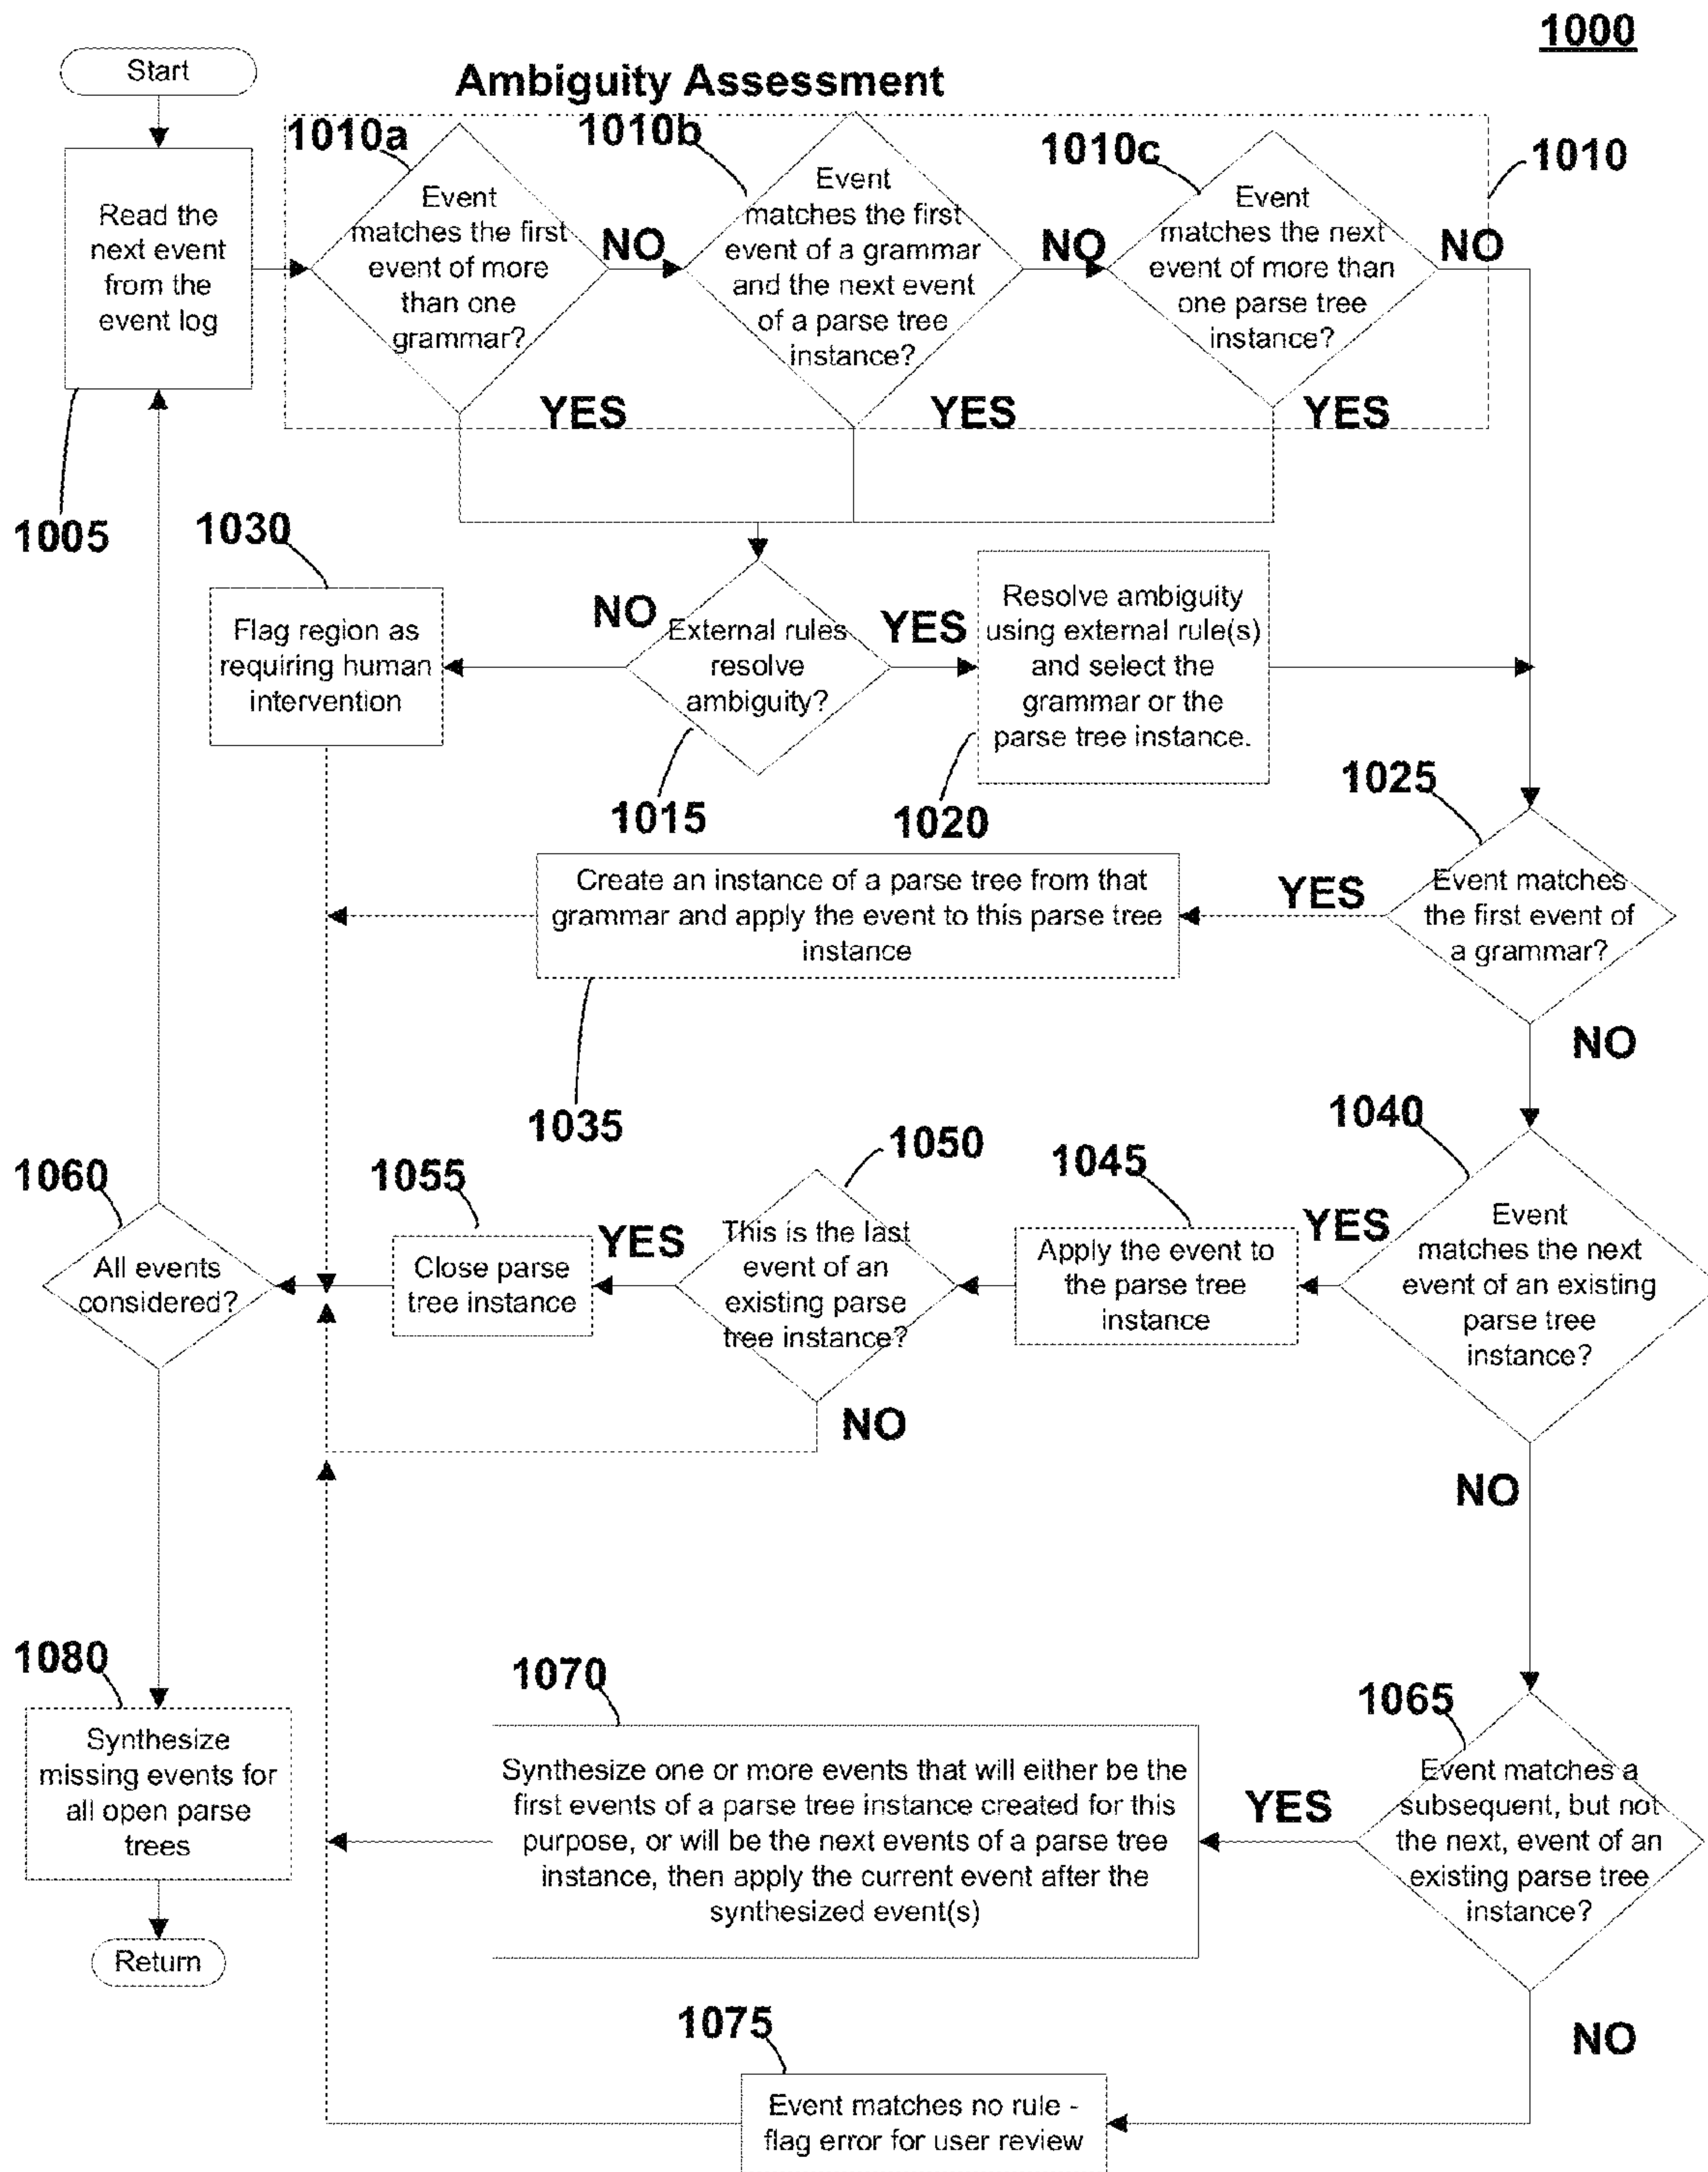 1000
Start
Ambiguity Assessment
1010a
1010b
1010c
1010
Read the
next event
from the
event log
1005
Event
matches the first
event of more
than one
grammar?
NO
YES
Event
matches the first
event of a grammar
and the next event
of a parse tree
instance?
NO
YES
Event
matches the next
event of more than
one parse tree
instance?
NO
YES
1030
Flag region as
requiring human
intervention
NO
External rules
resolve
ambiguity?
1015
YES
Resolve ambiguity
using external rule(s)
and select the
grammar or the
parse tree instance.
1020
1025
Event matches
the first event of
a grammar?
YES
NO
Create an instance of a parse tree from that
grammar and apply the event to this parse tree
instance
1035
1040
Event
matches the next
event of an existing
parse tree
instance?
YES
NO
1045
Apply the event to
the parse tree
instance
1050
This is the last
event of an
existing parse
tree instance?
YES
NO
1055
Close parse
tree instance
1060
All events
considered?
1065
Event matches a
subsequent, but not
the next, event of an
existing parse tree
instance?
YES
NO
1070
Synthesize one or more events that will either be the
first events of a parse tree instance created for this
purpose, or will be the next events of a parse tree
instance, then apply the current event after the
synthesized event(s)
1075
Event matches no rule -
flag error for user review
1080
Synthesize
missing events for
all open parse
trees
Return